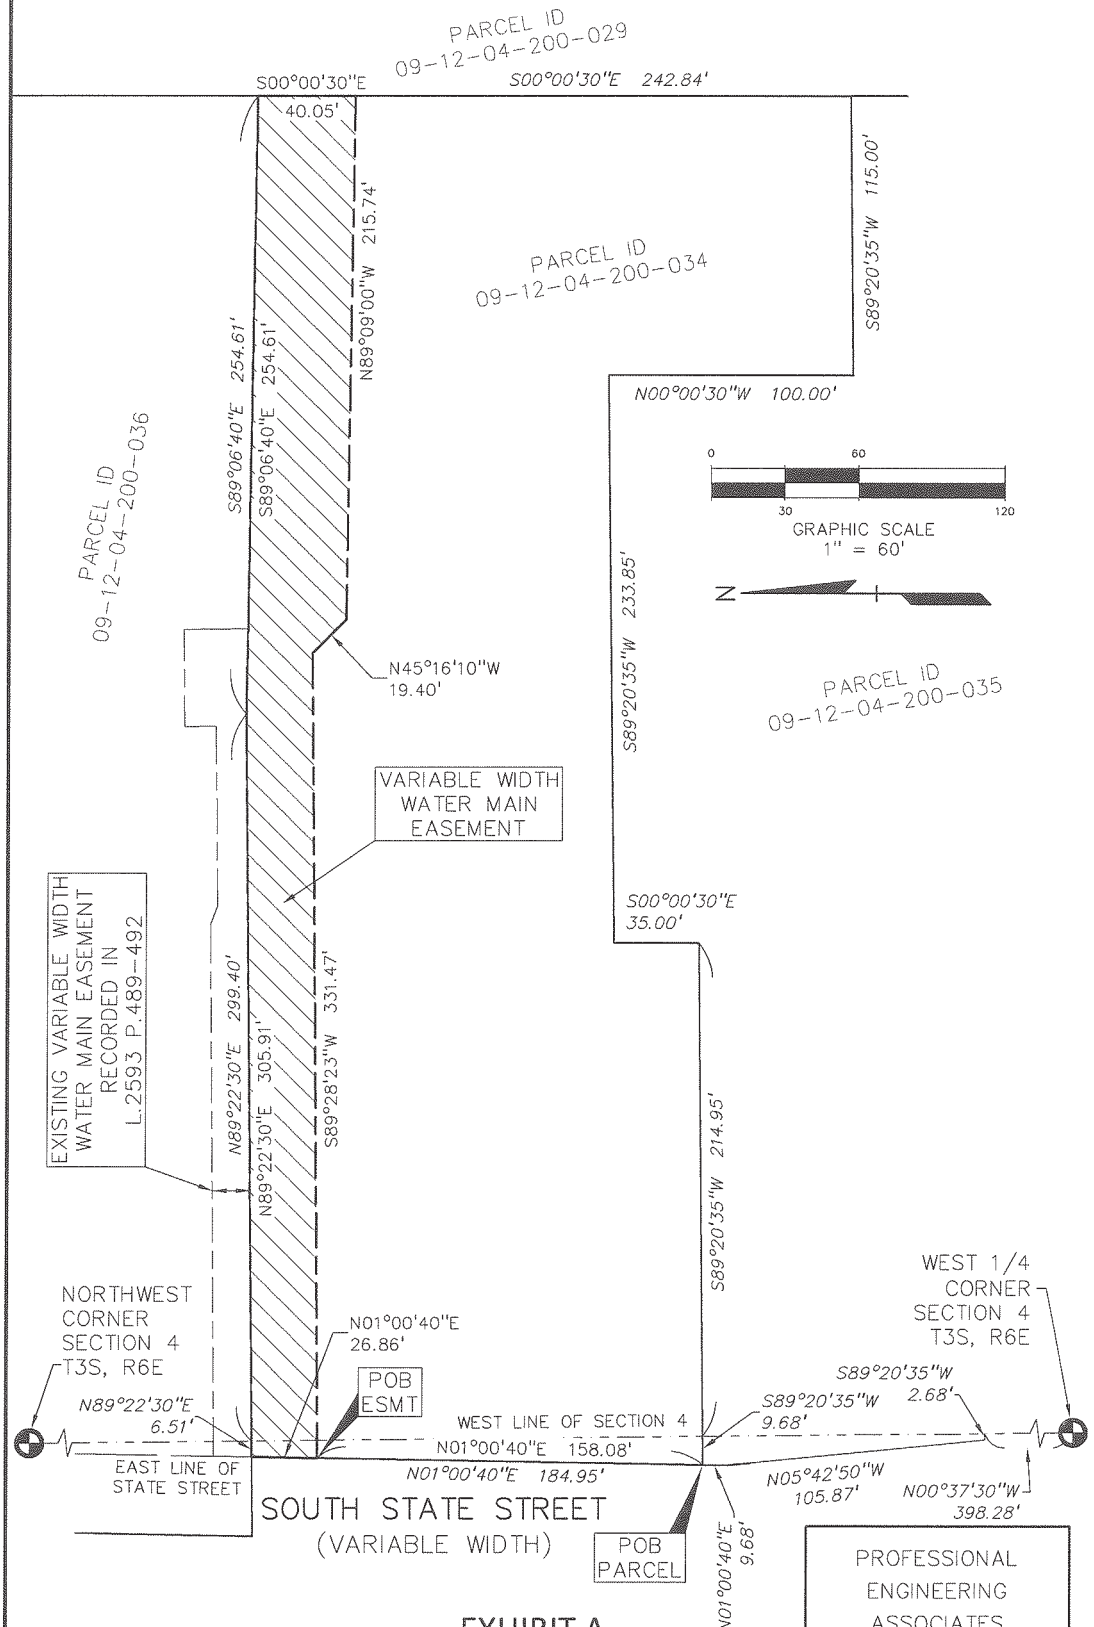 PARCEL ID
09-12-04-200-029
S00°00'30"E
40.05'
S00°00'30"E 242.84'
S89°20'35"W 115.00'
N89°09'00"W 215.74'
PARCEL ID
09-12-04-200-034
S89°06'40"E 254.61'
S89°06'40"E 254.61'
N00°00'30"W 100.00'
PARCEL ID
09-12-04-200-036
0 60
30 120
GRAPHIC SCALE
1" = 60'
N
S89°20'35"W 233.85'
N45°16'10"W
19.40'
PARCEL ID
09-12-04-200-035
VARIABLE WIDTH
WATER MAIN
EASEMENT
EXISTING VARIABLE WIDTH
WATER MAIN EASEMENT
RECORDED IN
L.2593 P.489-492
S00°00'30"E
35.00'
N89°22'30"E 299.40'
N89°22'30"E 305.91'
S89°28'23"W 331.47'
S89°20'35"W 214.95'
NORTHWEST
CORNER
SECTION 4
T3S, R6E
WEST 1/4
CORNER
SECTION 4
T3S, R6E
N01°00'40"E
26.86'
POB
ESMT
N89°22'30"E
6.51'
S89°20'35"W
2.68'
S89°20'35"W
9.68'
WEST LINE OF SECTION 4
N01°00'40"E 158.08'
N01°00'40"E 184.95'
EAST LINE OF
STATE STREET
N05°42'50"W
105.87'
N00°37'30"W
398.28'
SOUTH STATE STREET
(VARIABLE WIDTH)
POB
PARCEL
N01°00'40"E
9.68'
PROFESSIONAL
ENGINEERING
ASSOCIATES
EXHIBIT A